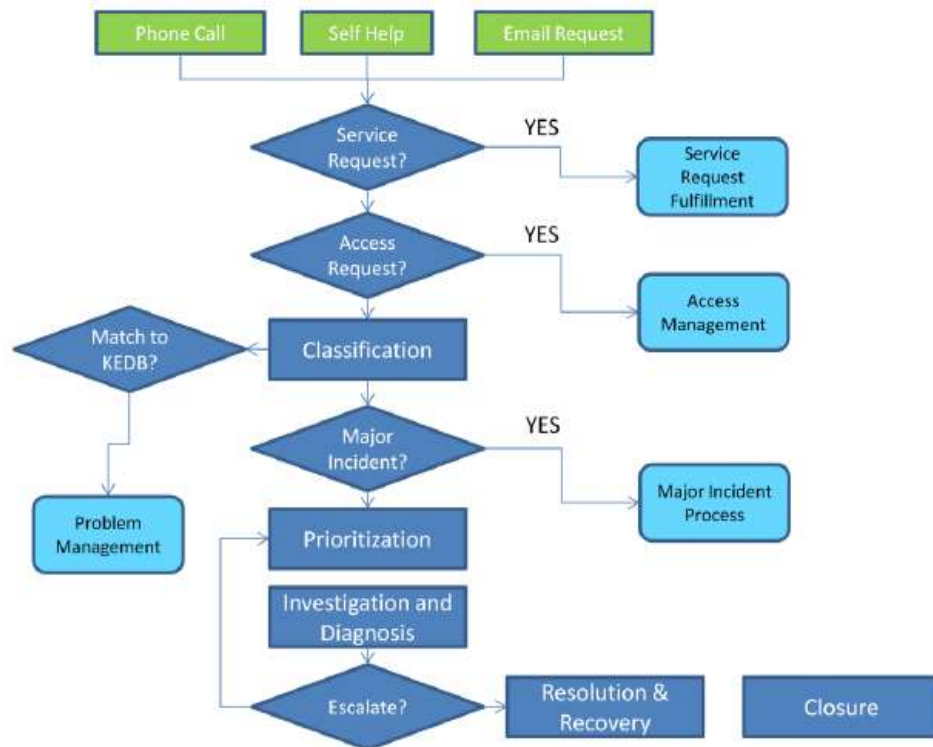 Phone Call
Self Help
Email Request
Service
Request?
YES
Service
Request
Fulfillment
Access
Request?
YES
Access
Management
Match to
KEDB?
Classification
Major
Incident?
YES
Major Incident
Process
Problem
Management
Prioritization
Investigation and
Diagnosis
Escalate?
Resolution &
Recovery
Closure